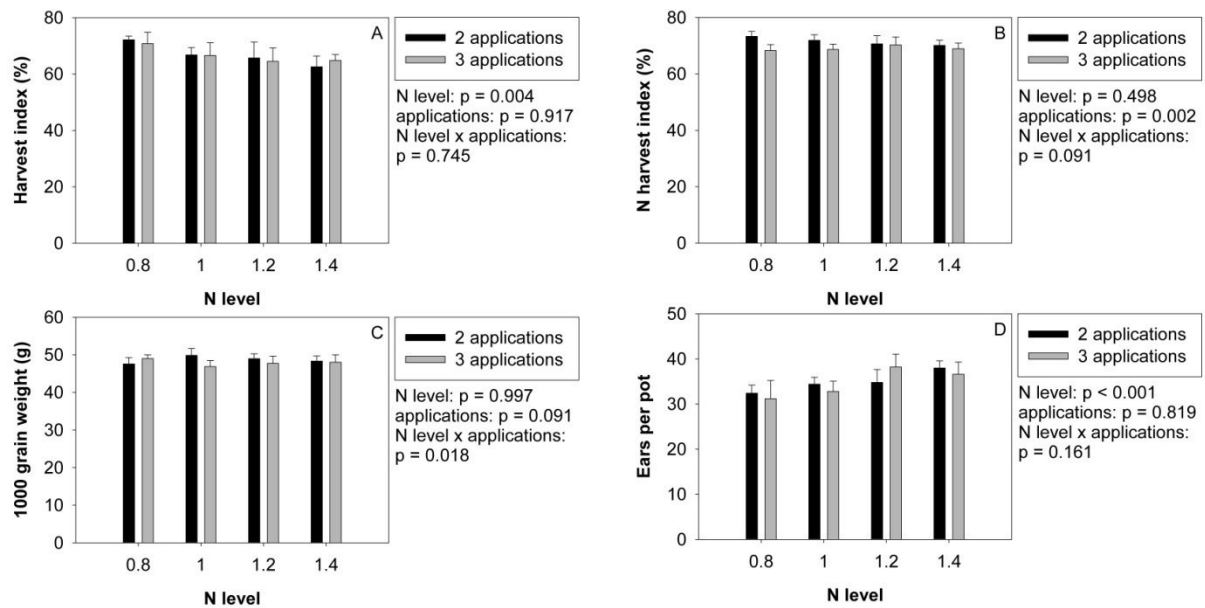 Harvest index (%)
80
60
40
20
0
0.8 1 1.2 1.4
N level
A
2 applications
3 applications
N level: p = 0.004
applications: p = 0.917
N level x applications:
p = 0.745
N harvest index (%)
80
60
40
20
0
0.8 1 1.2 1.4
N level
B
2 applications
3 applications
N level: p = 0.498
applications: p = 0.002
N level x applications:
p = 0.091
1000 grain weight (g)
60
50
40
30
20
10
0
0.8 1 1.2 1.4
N level
C
2 applications
3 applications
N level: p = 0.997
applications: p = 0.091
N level x applications:
p = 0.018
Ears per pot
50
40
30
20
10
0
0.8 1 1.2 1.4
N level
D
2 applications
3 applications
N level: p < 0.001
applications: p = 0.819
N level x applications:
p = 0.161